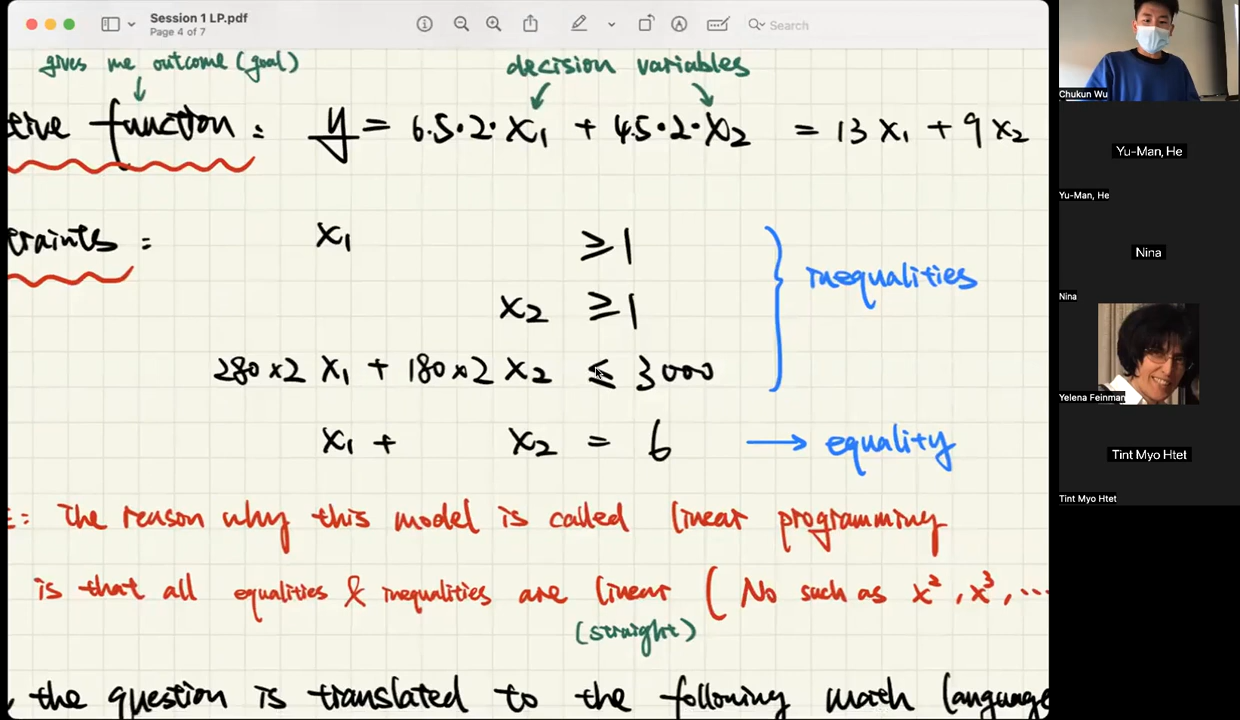 Session 1 LP.pdf
Page 4 of 7
Search
gives me outcome (goal)
decision variables
tive function : y = 6.5·2·x₁ + 4.5·2·x₂ = 13x₁ + 9x₂
traints : x₁ ≥ 1
x₂ ≥ 1
inequalities
280×2 x₁ + 180×2 x₂ ≤ 3000
x₁ + x₂ = 6 → equality
E: The reason why this model is called linear programming
is that all equalities & inequalities are linear ( No such as x², x³, ...
(straight)
the question is translated to the following math language
Chukun Wu
Yu-Man, He
Yu-Man, He
Nina
Nina
Yelena Feinman
Tint Myo Htet
Tint Myo Htet